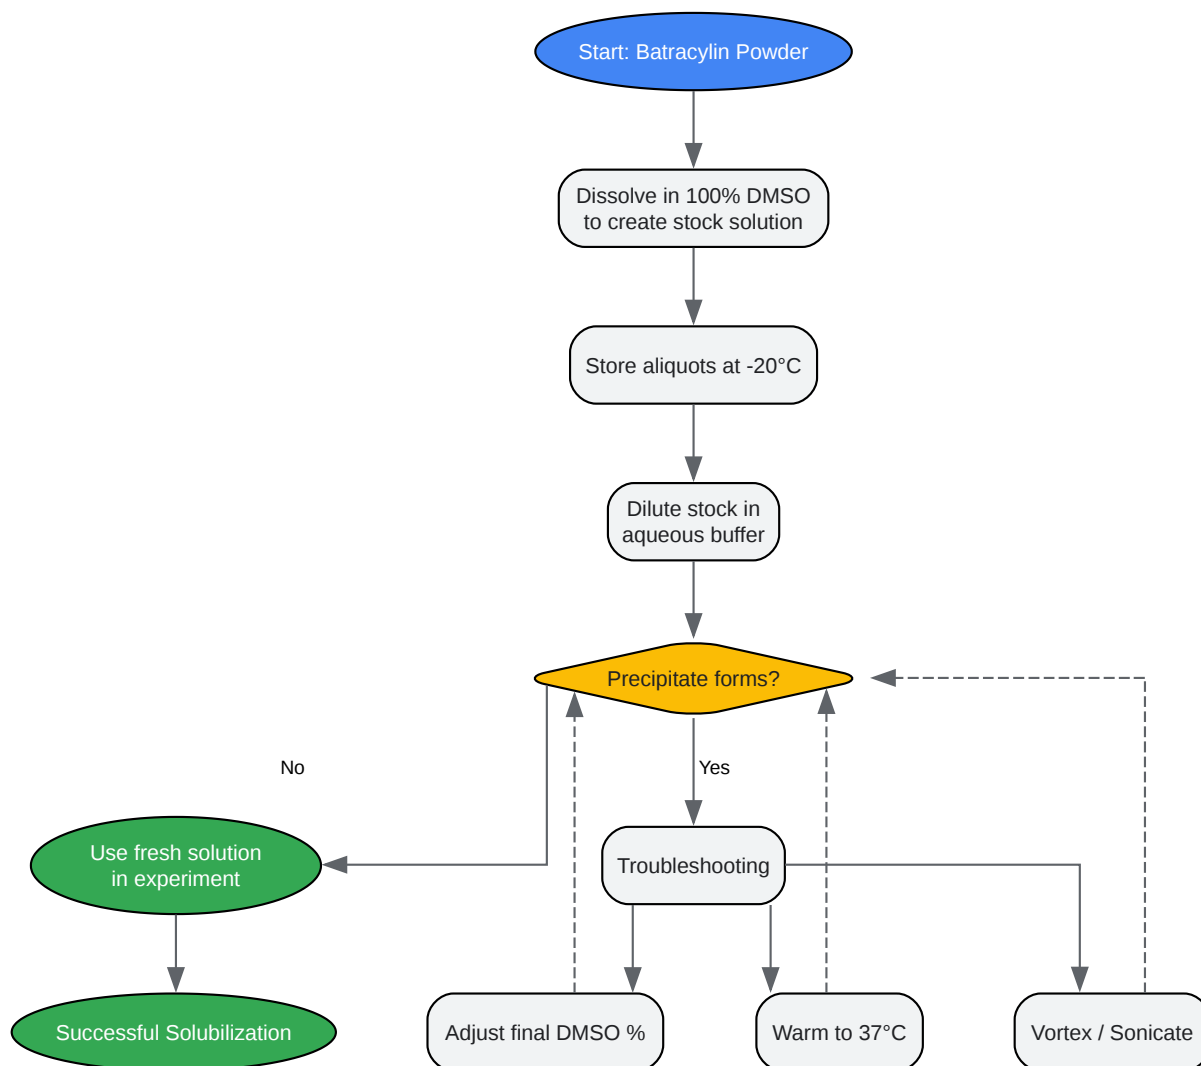 Start: Batracylin Powder
Dissolve in 100% DMSO
to create stock solution
Store aliquots at -20°C
Dilute stock in
aqueous buffer
Precipitate forms?
No
Yes
Use fresh solution
in experiment
Troubleshooting
Successful Solubilization
Adjust final DMSO %
Warm to 37°C
Vortex / Sonicate